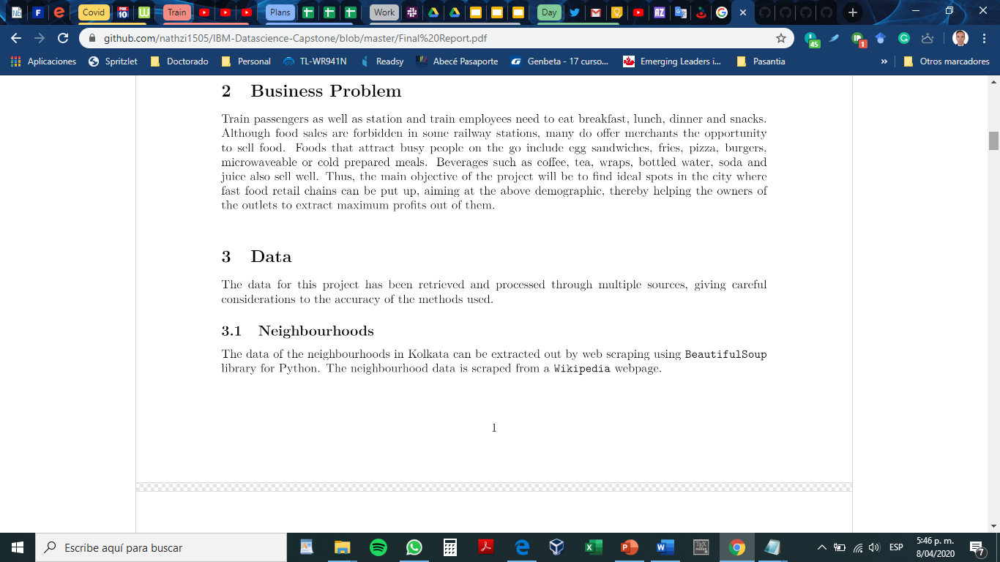 Covid
FOX 10
Train
Plans
Work
Day
github.com/nathzi1505/IBM-Datascience-Capstone/blob/master/Final%20Report.pdf
45
1
Aplicaciones
Spritzlet
Doctorado
Personal
TL-WR941N
Readsy
Abecé Pasaporte
Genbeta - 17 curso...
Emerging Leaders i...
Pasantia
»
Otros marcadores
2 Business Problem
Train passengers as well as station and train employees need to eat breakfast, lunch, dinner and snacks.
Although food sales are forbidden in some railway stations, many do offer merchants the opportunity
to sell food. Foods that attract busy people on the go include egg sandwiches, fries, pizza, burgers,
microwaveable or cold prepared meals. Beverages such as coffee, tea, wraps, bottled water, soda and
juice also sell well. Thus, the main objective of the project will be to find ideal spots in the city where
fast food retail chains can be put up, aiming at the above demographic, thereby helping the owners of
the outlets to extract maximum profits out of them.
3 Data
The data for this project has been retrieved and processed through multiple sources, giving careful
considerations to the accuracy of the methods used.
3.1 Neighbourhoods
The data of the neighbourhoods in Kolkata can be extracted out by web scraping using BeautifulSoup
library for Python. The neighbourhood data is scraped from a Wikipedia webpage.
1
Escribe aquí para buscar
ESP
5:46 p. m.
8/04/2020
7